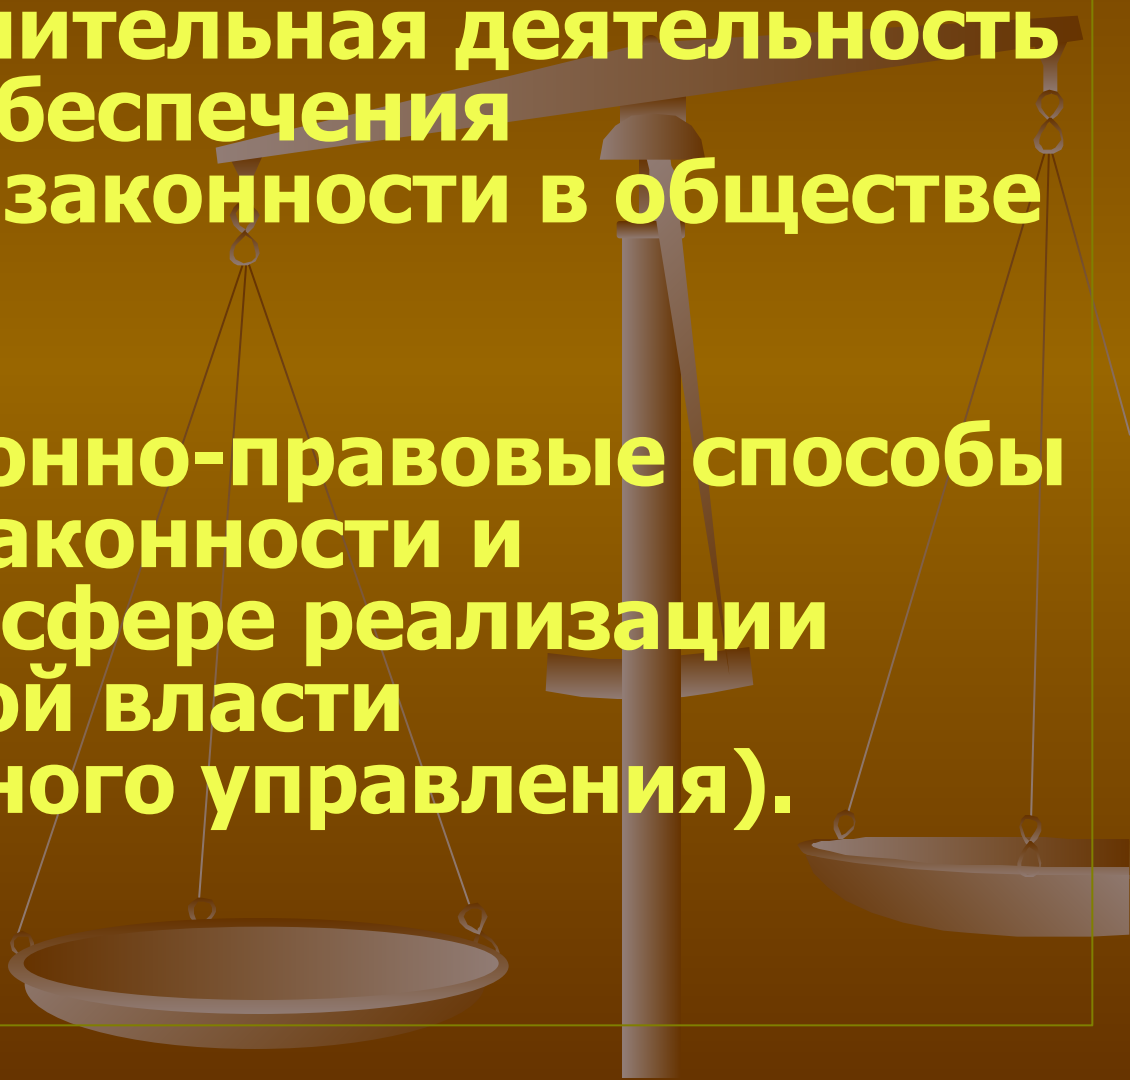 нительная деятельность
беспечения
законности в обществе
онно-правовые способы
аконности и
сфере реализации
ой власти
ного управления).